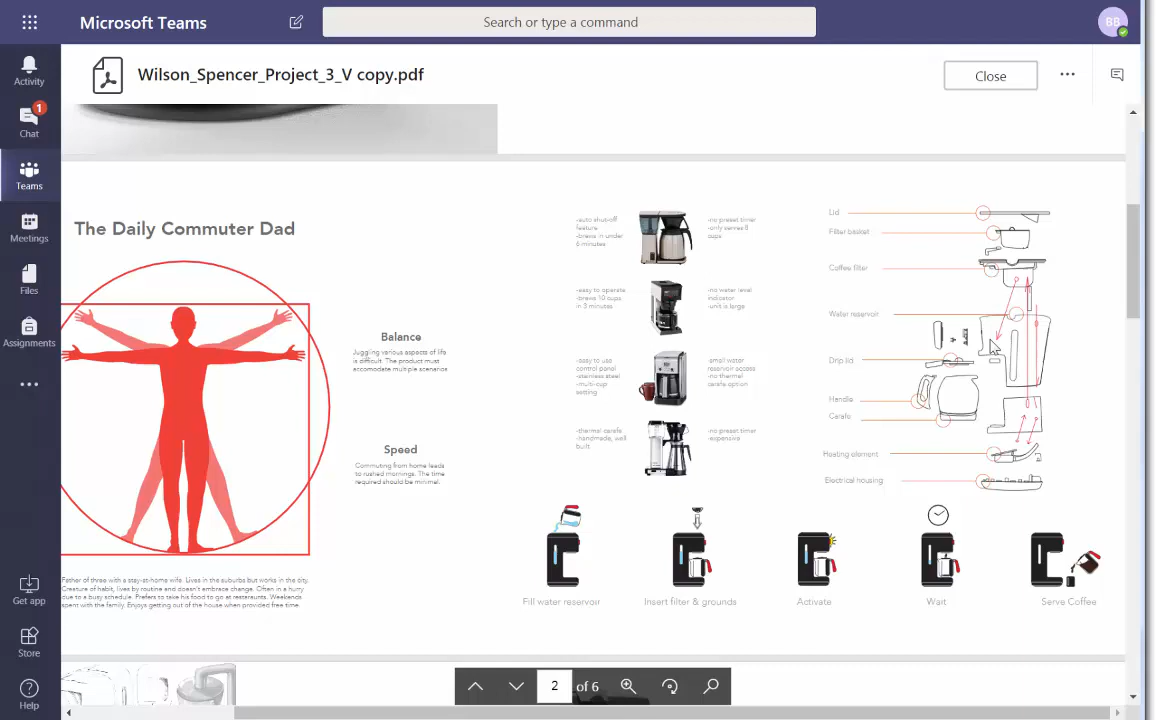 Microsoft Teams
Search or type a command
BB
Activity
Wilson_Spencer_Project_3_V copy.pdf
Close
1
Chat
Teams
Meetings
Files
Assignments
Get app
Store
Help
The Daily Commuter Dad
Balance
Juggling various aspects of life
is difficult. The product must
accomodate multiple scenarios
Speed
Commuting from home leads
to rushed mornings. The time
required should be minimal.
Father of three with a stay-at-home wife. Lives in the suburbs but works in the city.
Creature of habit, lives by routine and doesn't embrace change. Often in a hurry
due to a busy schedule. Prefers to take his food to go at restaurants. Weekends
spent with the family. Enjoys getting out of the house when provided free time
-auto shut-off
feature
-brews in under
6 minutes
-no preset timer
-only serves 8
cups
-easy to operate
-brews 10 cups
in 3 minutes
-no water level
indicator
-unit is large
-easy to use
control panel
-stainless steel
-multi-cup
setting
-small water
reservoir access
-no thermal
carafe option
-thermal carafe
-handmade, well
built
-no preset timer
-expensive
Lid
Filter basket
Coffee filter
Water reservoir
Drip lid
Handle
Carafe
Heating element
Electrical housing
Fill water reservoir
Insert filter & grounds
Activate
Wait
Serve Coffee
2 of 6